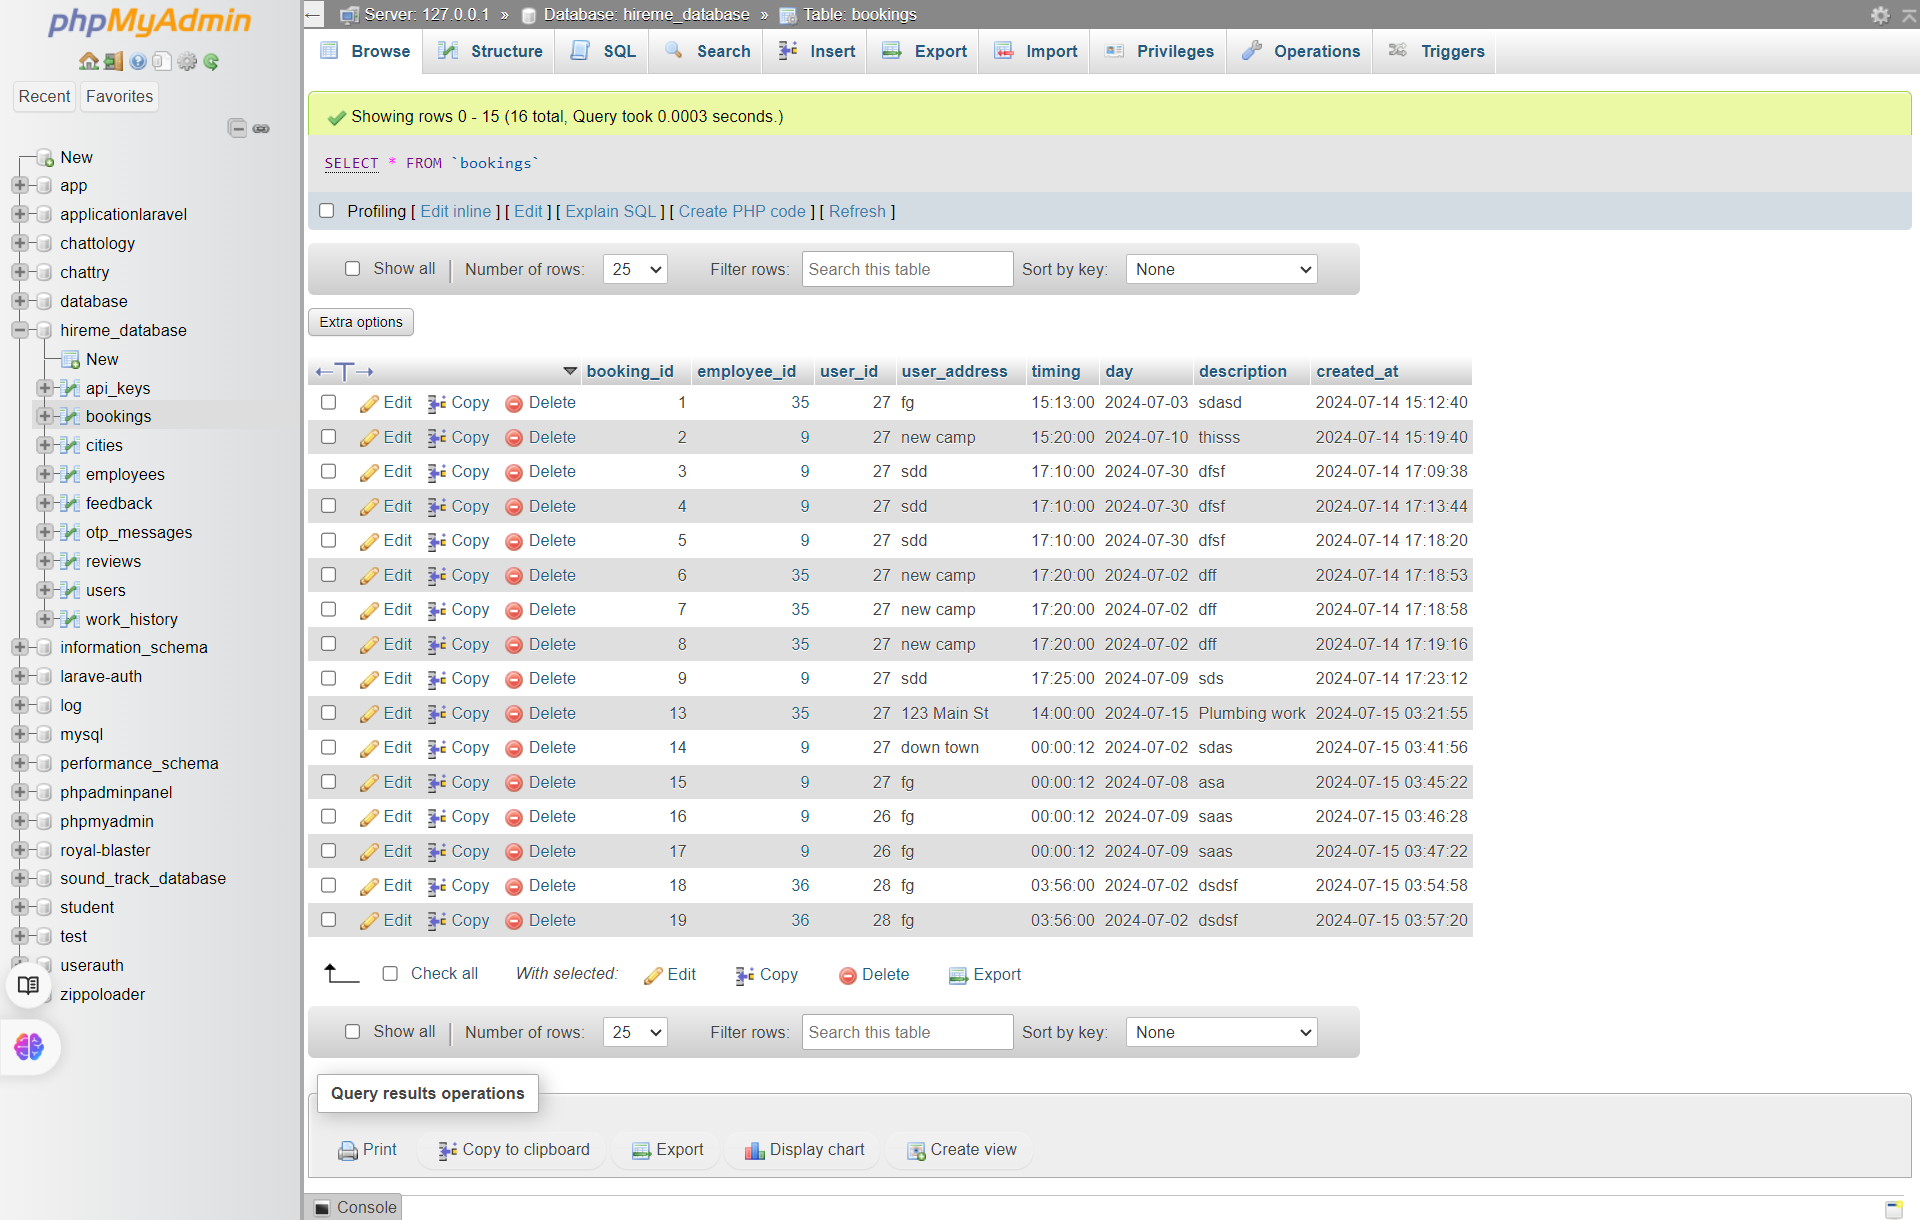 phpMyAdmin
Recent Favorites
New
app
applicationlaravel
chattology
chattry
database
hireme_database
New
api_keys
bookings
cities
employees
feedback
otp_messages
reviews
users
work_history
information_schema
larave-auth
log
mysql
performance_schema
phpadminpanel
phpmyadmin
royal-blaster
sound_track_database
student
test
userauth
zippoloader
Server: 127.0.0.1 » Database: hireme_database » Table: bookings
Browse Structure SQL Search Insert Export Import Privileges Operations Triggers
Showing rows 0 - 15 (16 total, Query took 0.0003 seconds.)
SELECT * FROM `bookings`
Profiling [ Edit inline ] [ Edit ] [ Explain SQL ] [ Create PHP code ] [ Refresh ]
Show all | Number of rows: 25 Filter rows: Search this table Sort by key: None
Extra options
←T→ booking_id employee_id user_id user_address timing day description created_at
Edit Copy Delete 1 35 27 fg 15:13:00 2024-07-03 sdasd 2024-07-14 15:12:40
Edit Copy Delete 2 9 27 new camp 15:20:00 2024-07-10 thisss 2024-07-14 15:19:40
Edit Copy Delete 3 9 27 sdd 17:10:00 2024-07-30 dfsf 2024-07-14 17:09:38
Edit Copy Delete 4 9 27 sdd 17:10:00 2024-07-30 dfsf 2024-07-14 17:13:44
Edit Copy Delete 5 9 27 sdd 17:10:00 2024-07-30 dfsf 2024-07-14 17:18:20
Edit Copy Delete 6 35 27 new camp 17:20:00 2024-07-02 dff 2024-07-14 17:18:53
Edit Copy Delete 7 35 27 new camp 17:20:00 2024-07-02 dff 2024-07-14 17:18:58
Edit Copy Delete 8 35 27 new camp 17:20:00 2024-07-02 dff 2024-07-14 17:19:16
Edit Copy Delete 9 9 27 sdd 17:25:00 2024-07-09 sds 2024-07-14 17:23:12
Edit Copy Delete 13 35 27 123 Main St 14:00:00 2024-07-15 Plumbing work 2024-07-15 03:21:55
Edit Copy Delete 14 9 27 down town 00:00:12 2024-07-02 sdas 2024-07-15 03:41:56
Edit Copy Delete 15 9 27 fg 00:00:12 2024-07-08 asa 2024-07-15 03:45:22
Edit Copy Delete 16 9 26 fg 00:00:12 2024-07-09 saas 2024-07-15 03:46:28
Edit Copy Delete 17 9 26 fg 00:00:12 2024-07-09 saas 2024-07-15 03:47:22
Edit Copy Delete 18 36 28 fg 03:56:00 2024-07-02 dsdsf 2024-07-15 03:54:58
Edit Copy Delete 19 36 28 fg 03:56:00 2024-07-02 dsdsf 2024-07-15 03:57:20
Check all With selected: Edit Copy Delete Export
Show all | Number of rows: 25 Filter rows: Search this table Sort by key: None
Query results operations
Print Copy to clipboard Export Display chart Create view
Console